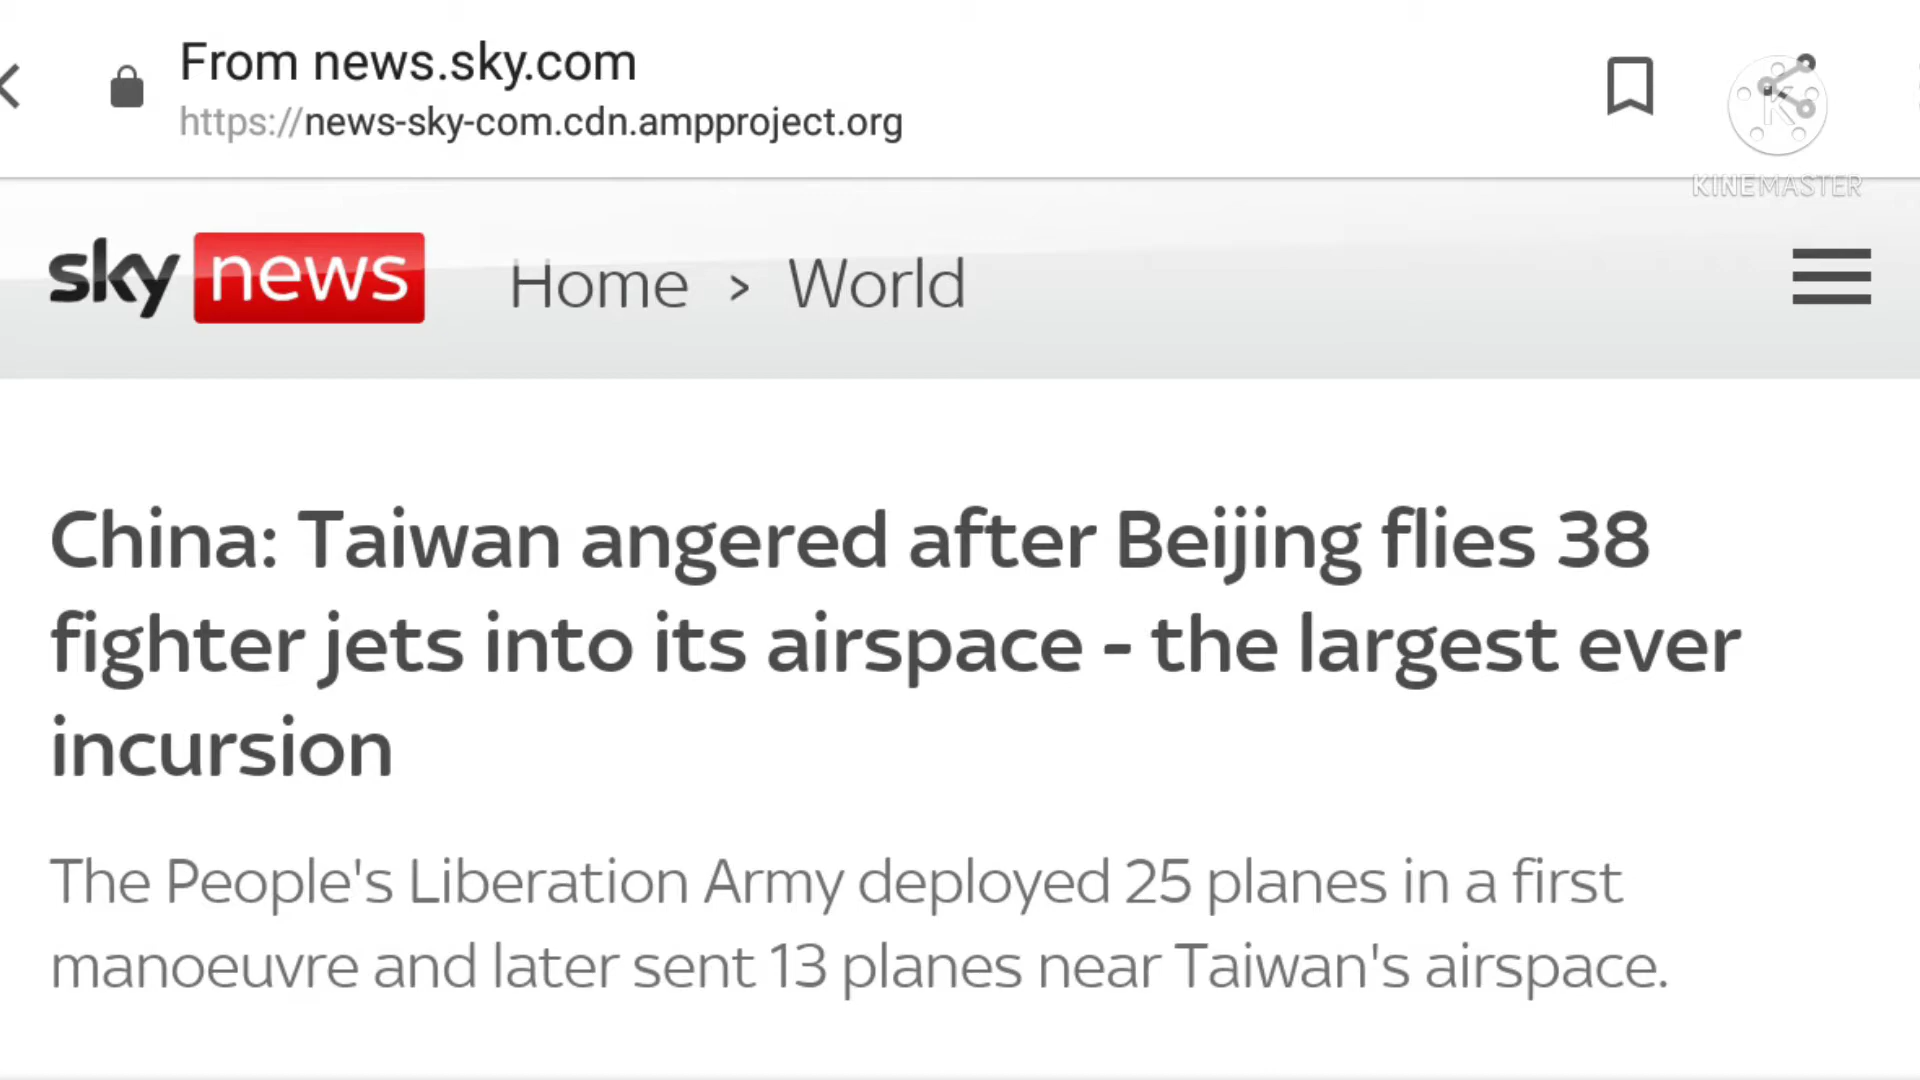 From news.sky.com
https://news-sky-com.cdn.ampproject.org
K
KINEMASTER
sky news Home > World
China: Taiwan angered after Beijing flies 38
fighter jets into its airspace - the largest ever
incursion
The People's Liberation Army deployed 25 planes in a first
manoeuvre and later sent 13 planes near Taiwan's airspace.